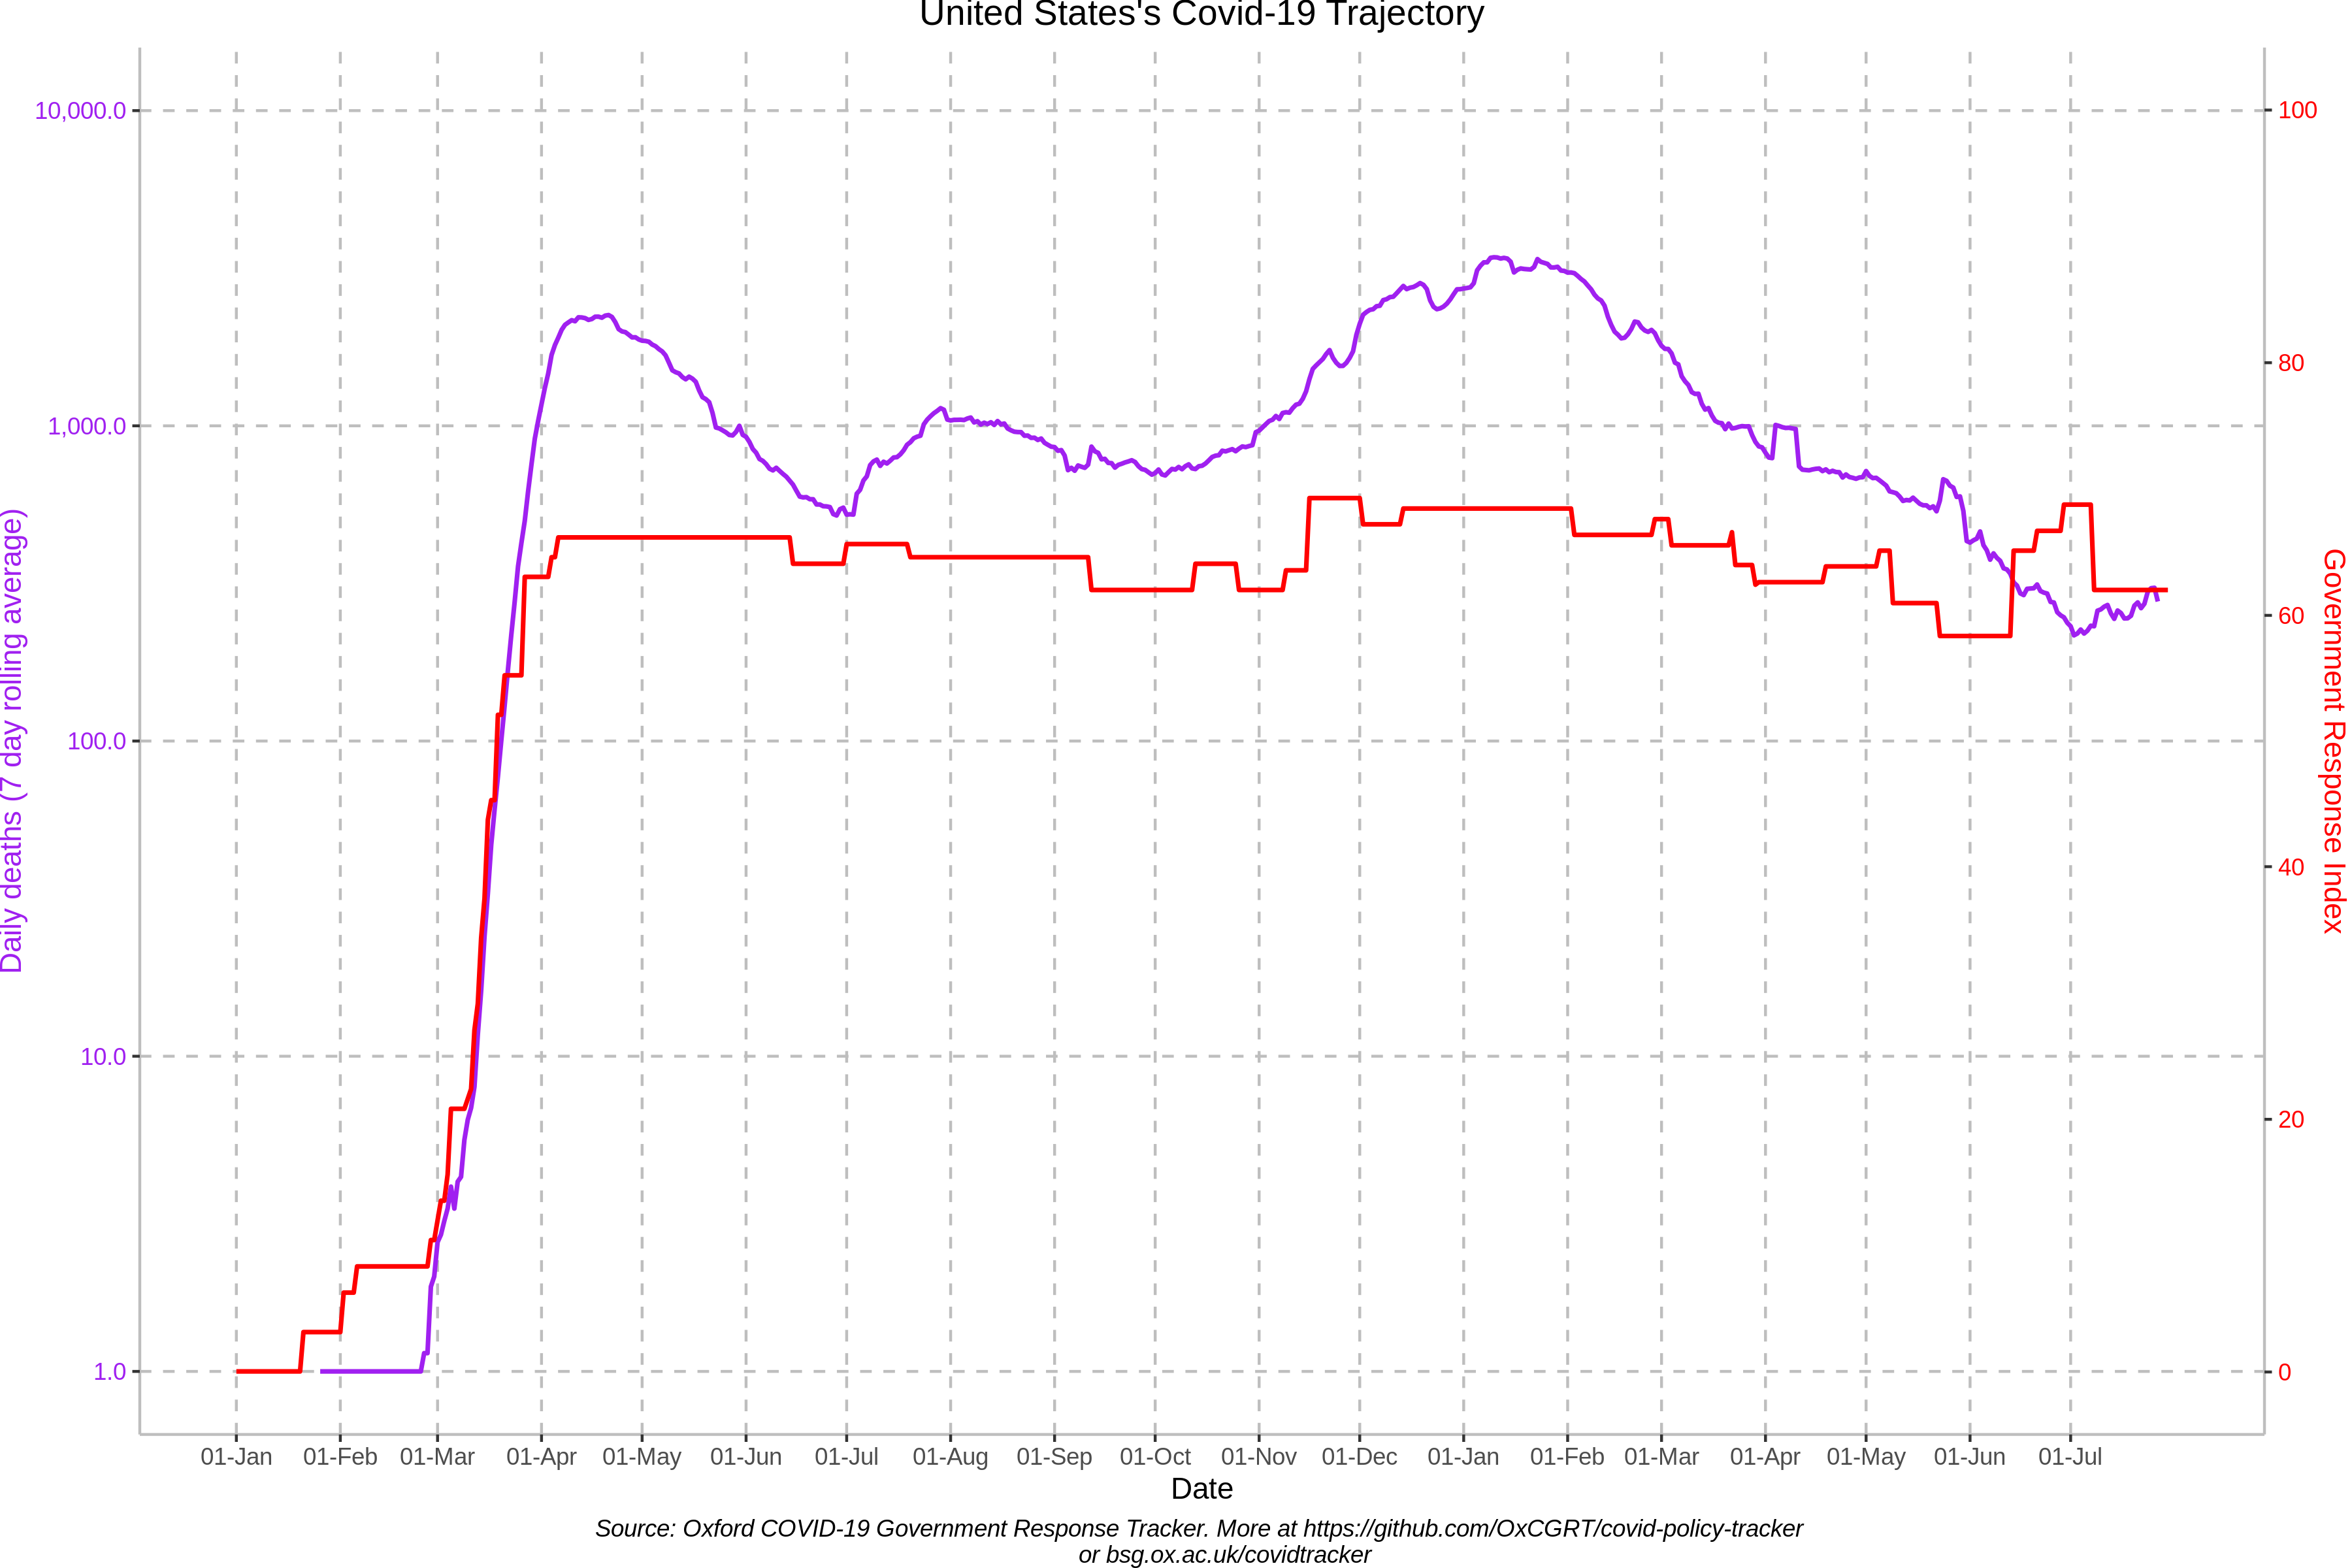 United States's Covid-19 Trajectory
10,000.0
1,000.0
100.0
10.0
1.0
Daily deaths (7 day rolling average)
100
80
60
40
20
0
Government Response Index
01-Jan 01-Feb 01-Mar 01-Apr 01-May 01-Jun 01-Jul 01-Aug 01-Sep 01-Oct 01-Nov 01-Dec 01-Jan 01-Feb 01-Mar 01-Apr 01-May 01-Jun 01-Jul
Date
Source: Oxford COVID-19 Government Response Tracker. More at https://github.com/OxCGRT/covid-policy-tracker
or bsg.ox.ac.uk/covidtracker